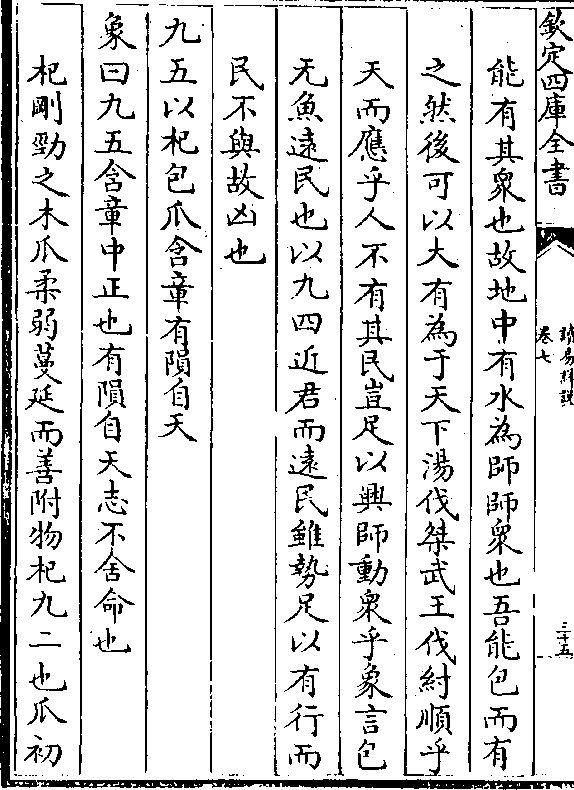 欽定四庫全書
讀易詳說
卷七
三十五
能有其衆也故地中有水為師師衆也吾能包而有
之然後可以大有為于天下湯伐桀武王伐紂順乎
天而應乎人不有其民豈足以興師動衆乎象言包
无魚遠民也以九四近君而遠民雖勢足以有行而
民不與故凶也
九五以杞包瓜含章有隕自天
象曰九五含章中正也有隕自天志不舍命也
杞剛勁之木瓜柔弱蔓延而善附物杞九二也瓜初